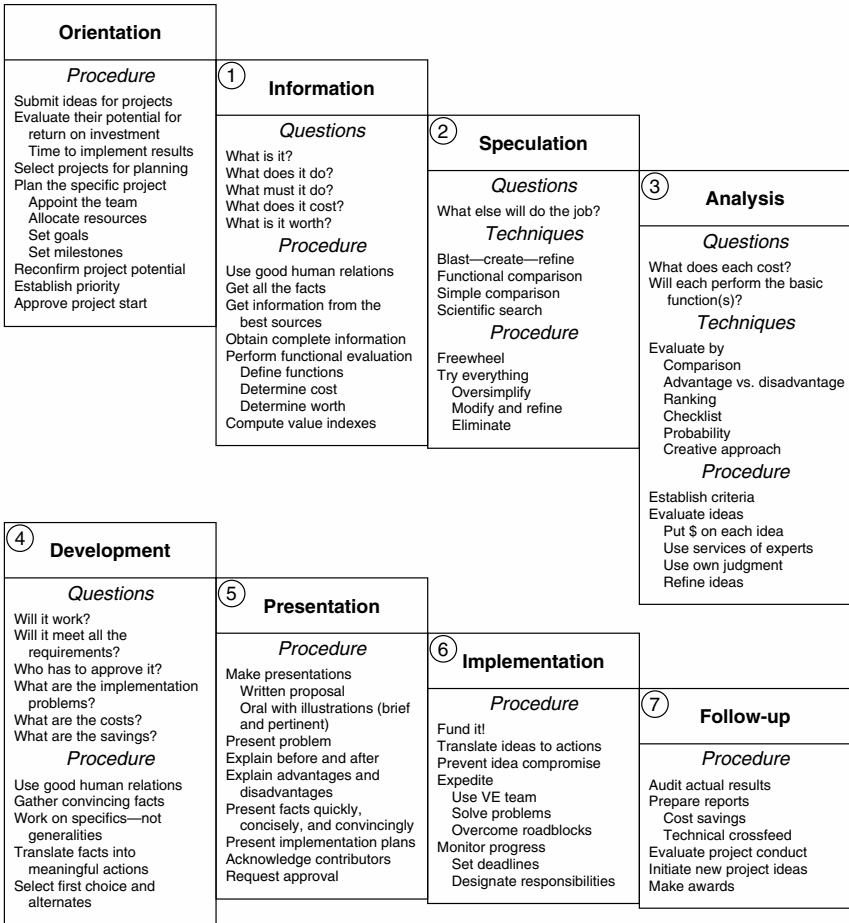 Orientation
Procedure
Submit ideas for projects
Evaluate their potential for
return on investment
Time to implement results
Select projects for planning
Plan the specific project
Appoint the team
Allocate resources
Set goals
Set milestones
Reconfirm project potential
Establish priority
Approve project start
1
Information
Questions
What is it?
What does it do?
What must it do?
What does it cost?
What is it worth?
Procedure
Use good human relations
Get all the facts
Get information from the
best sources
Obtain complete information
Perform functional evaluation
Define functions
Determine cost
Determine worth
Compute value indexes
2
Speculation
Questions
What else will do the job?
Techniques
Blast—create—refine
Functional comparison
Simple comparison
Scientific search
Procedure
Freewheel
Try everything
Oversimplify
Modify and refine
Eliminate
3
Analysis
Questions
What does each cost?
Will each perform the basic
function(s)?
Techniques
Evaluate by
Comparison
Advantage vs. disadvantage
Ranking
Checklist
Probability
Creative approach
Procedure
Establish criteria
Evaluate ideas
Put $ on each idea
Use services of experts
Use own judgment
Refine ideas
4
Development
Questions
Will it work?
Will it meet all the
requirements?
Who has to approve it?
What are the implementation
problems?
What are the costs?
What are the savings?
Procedure
Use good human relations
Gather convincing facts
Work on specifics—not
generalities
Translate facts into
meaningful actions
Select first choice and
alternates
5
Presentation
Procedure
Make presentations
Written proposal
Oral with illustrations (brief
and pertinent)
Present problem
Explain before and after
Explain advantages and
disadvantages
Present facts quickly,
concisely, and convincingly
Present implementation plans
Acknowledge contributors
Request approval
6
Implementation
Procedure
Fund it!
Translate ideas to actions
Prevent idea compromise
Expedite
Use VE team
Solve problems
Overcome roadblocks
Monitor progress
Set deadlines
Designate responsibilities
7
Follow-up
Procedure
Audit actual results
Prepare reports
Cost savings
Technical crossfeed
Evaluate project conduct
Initiate new project ideas
Make awards